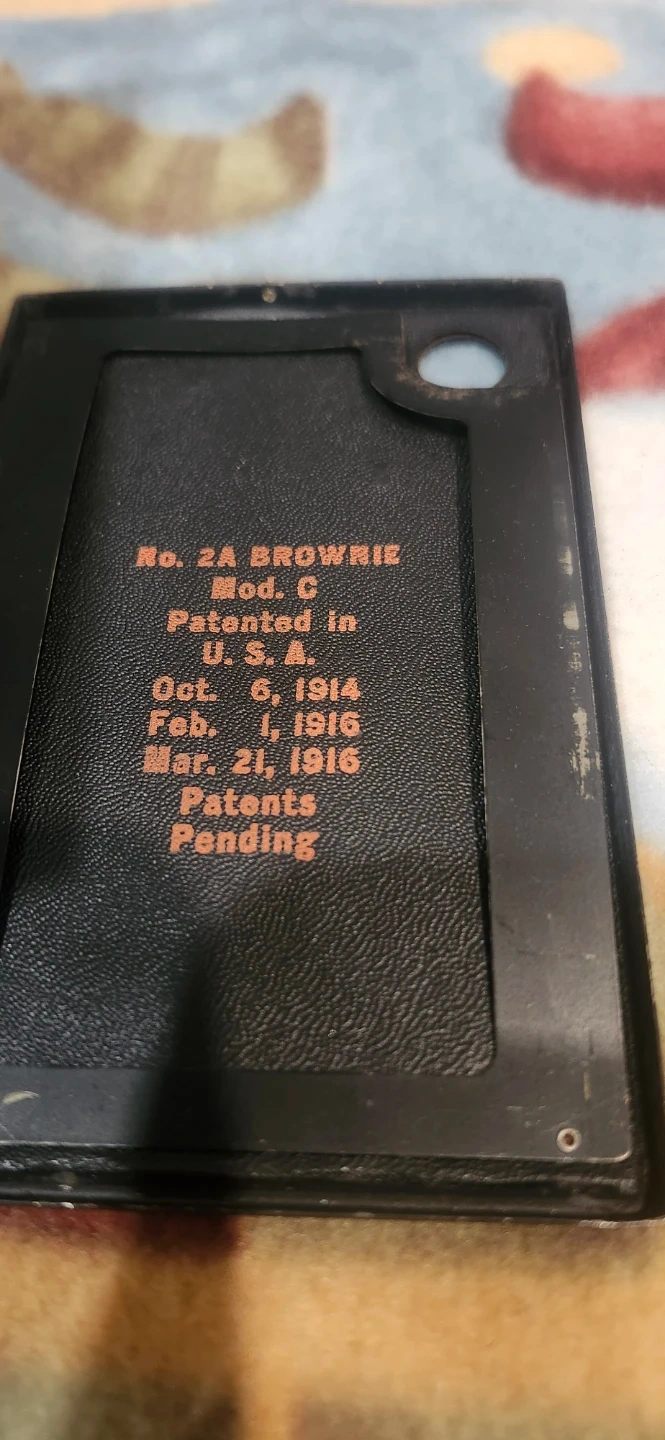 No. 2A BROWNIE
Mod. C
Patented in
U. S. A.
Oct. 6, 1914
Feb. 1, 1916
Mar. 21, 1916
Patents
Pending